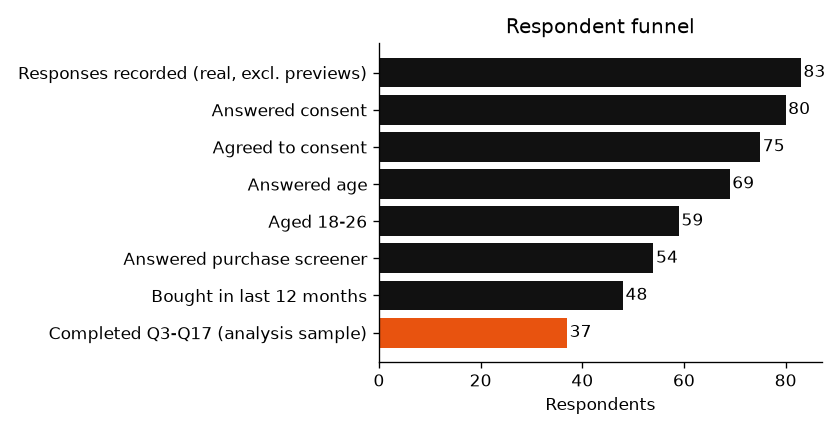 Respondent funnel
Responses recorded (real, excl. previews) 83
Answered consent 80
Agreed to consent 75
Answered age 69
Aged 18-26 59
Answered purchase screener 54
Bought in last 12 months 48
Completed Q3-Q17 (analysis sample) 37
0 20 40 60 80
Respondents